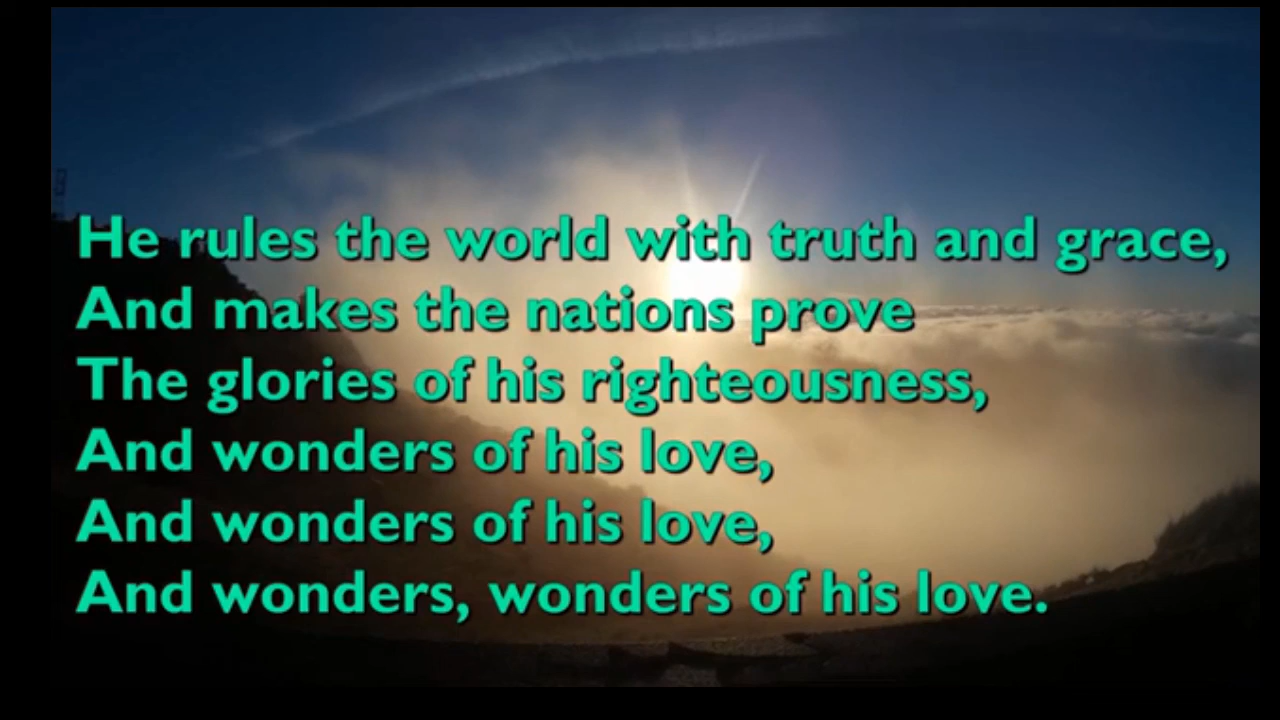 He rules the world with truth and grace,
And makes the nations prove
The glories of his righteousness,
And wonders of his love,
And wonders of his love,
And wonders, wonders of his love.